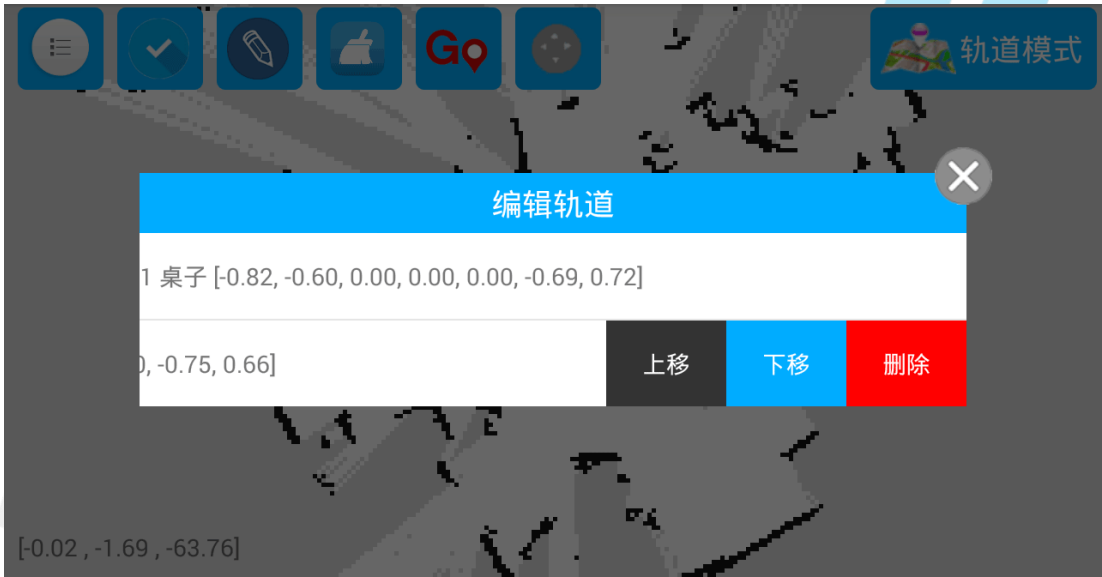 Go
轨道模式
编辑轨道
1 桌子 [-0.82, -0.60, 0.00, 0.00, 0.00, -0.69, 0.72]
, -0.75, 0.66]
上移
下移
删除
[-0.02 , -1.69 , -63.76]